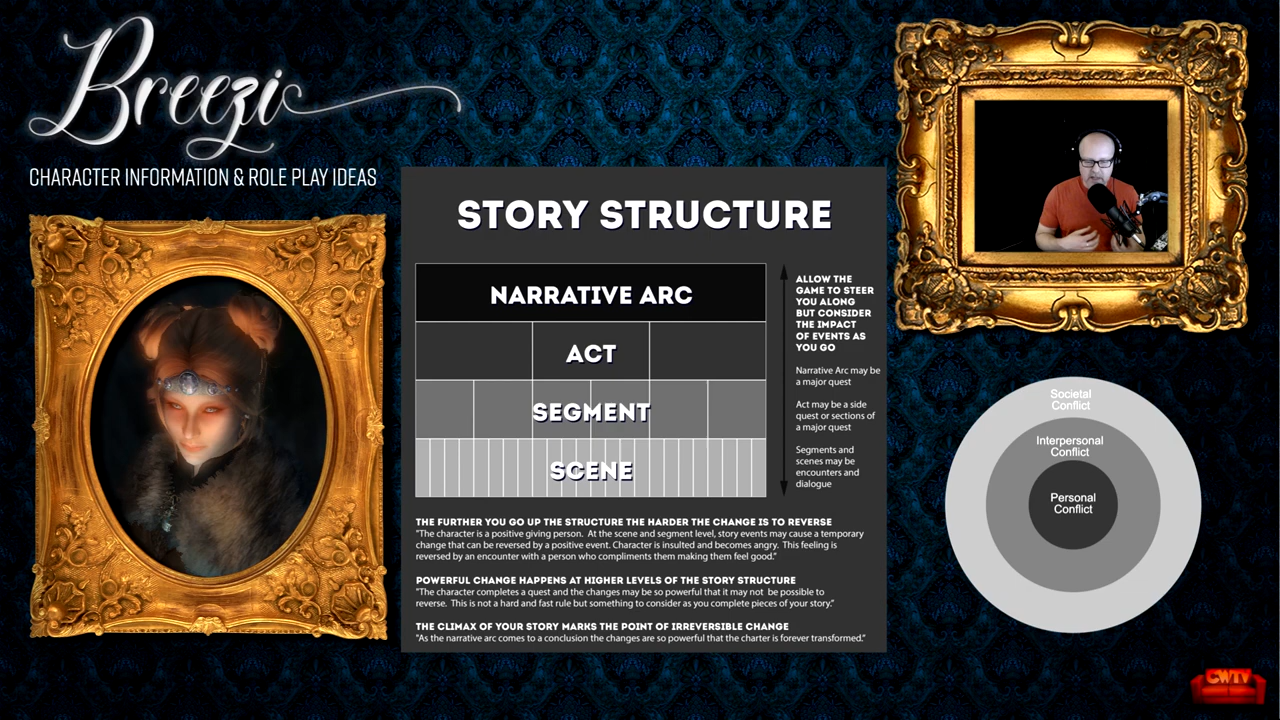 Breezi
CHARACTER INFORMATION & ROLE PLAY IDEAS
STORY STRUCTURE
NARRATIVE ARC
ACT
SEGMENT
SCENE
ALLOW THE
GAME TO STEER
YOU ALONG
BUT CONSIDER
THE IMPACT
OF EVENTS AS
YOU GO
Narrative Arc may be
a major quest
Act may be a side
quest or sections of
a major quest
Segments and
scenes may be
encounters and
dialogue
THE FURTHER YOU GO UP THE STRUCTURE THE HARDER THE CHANGE IS TO REVERSE
"The character is a positive giving person. At the scene and segment level, story events may cause a temporary
change that can be reversed by a positive event. Character is insulted and becomes angry. This feeling is
reversed by an encounter with a person who compliments them making them feel good."
POWERFUL CHANGE HAPPENS AT HIGHER LEVELS OF THE STORY STRUCTURE
"The character completes a quest and the changes may be so powerful that it may not be possible to
reverse. This is not a hard and fast rule but something to consider as you complete pieces of your story."
THE CLIMAX OF YOUR STORY MARKS THE POINT OF IRREVERSIBLE CHANGE
"As the narrative arc comes to a conclusion the changes are so powerful that the charter is forever transformed."
Societal
Conflict
Interpersonal
Conflict
Personal
Conflict
CWTV